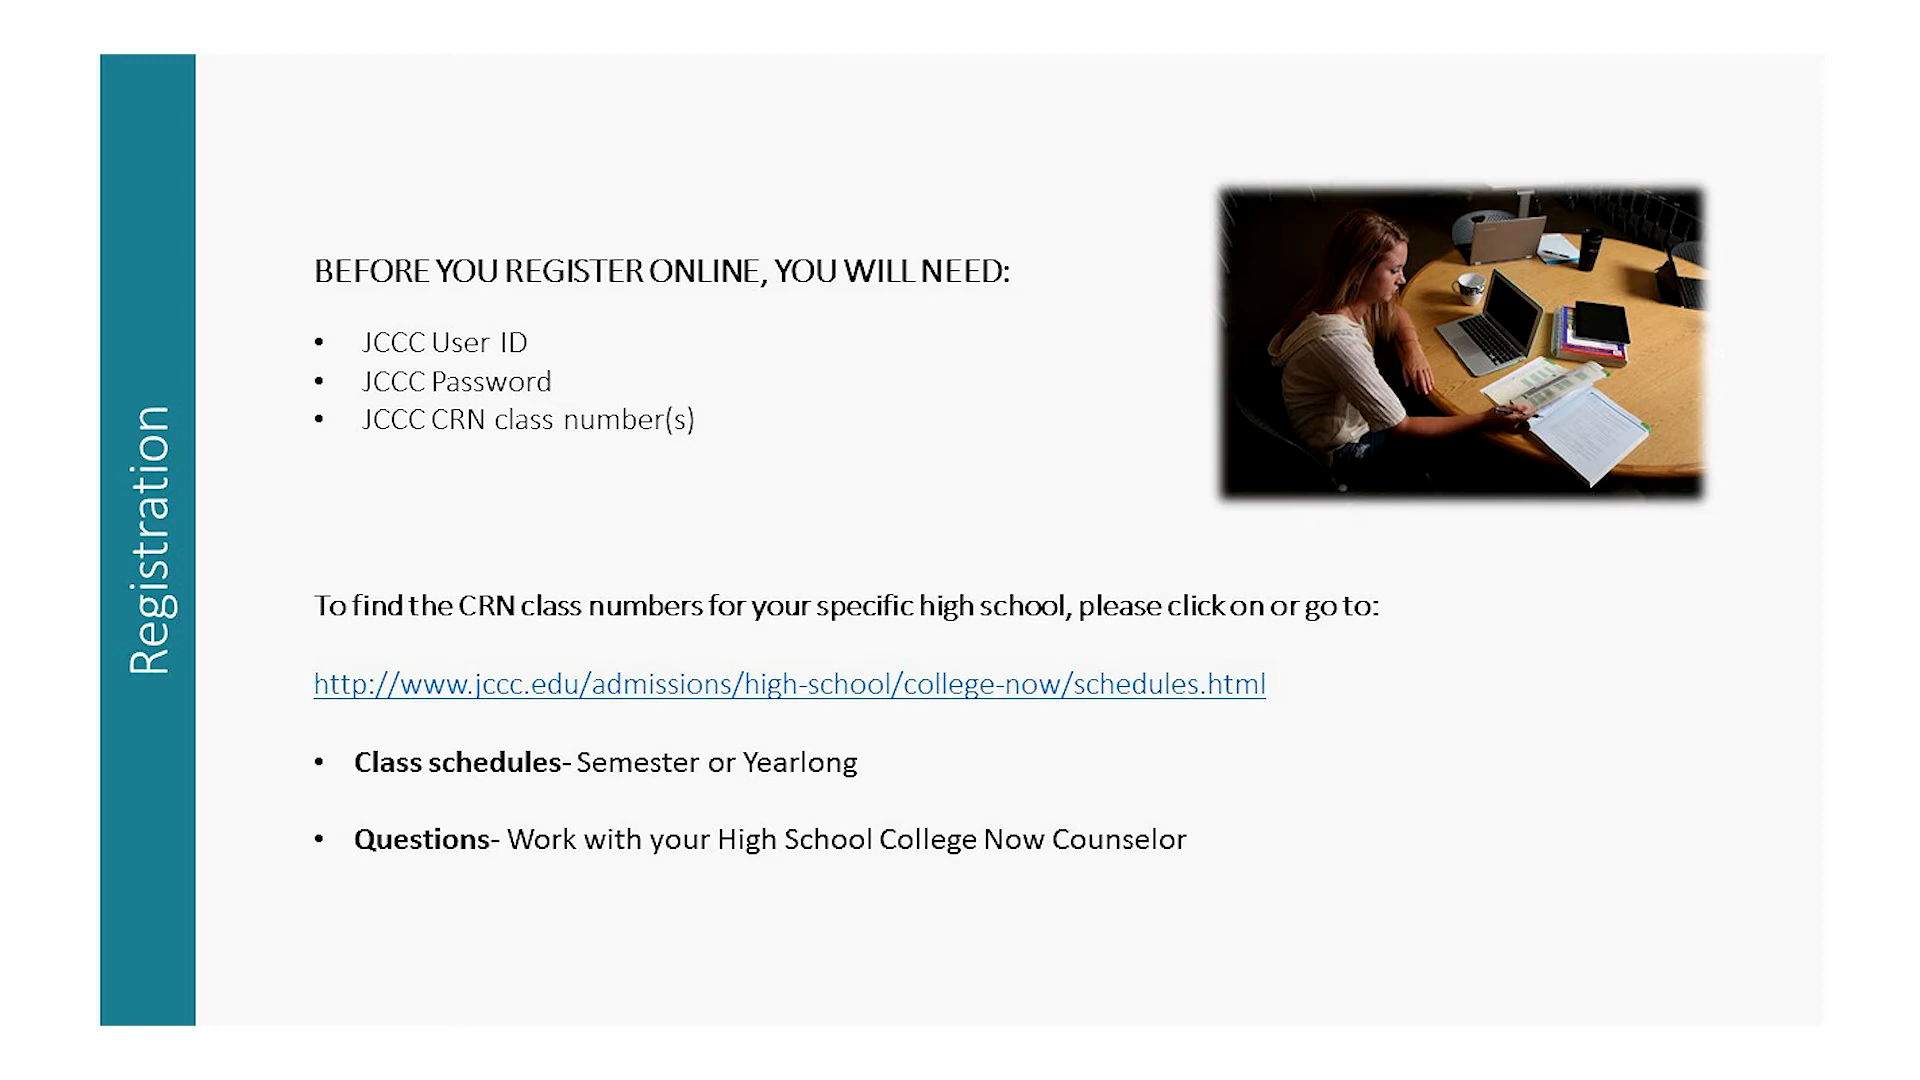 Registration
BEFORE YOU REGISTER ONLINE, YOU WILL NEED:
• JCCC User ID
• JCCC Password
• JCCC CRN class number(s)
To find the CRN class numbers for your specific high school, please click on or go to:
http://www.jccc.edu/admissions/high-school/college-now/schedules.html
• Class schedules- Semester or Yearlong
• Questions- Work with your High School College Now Counselor